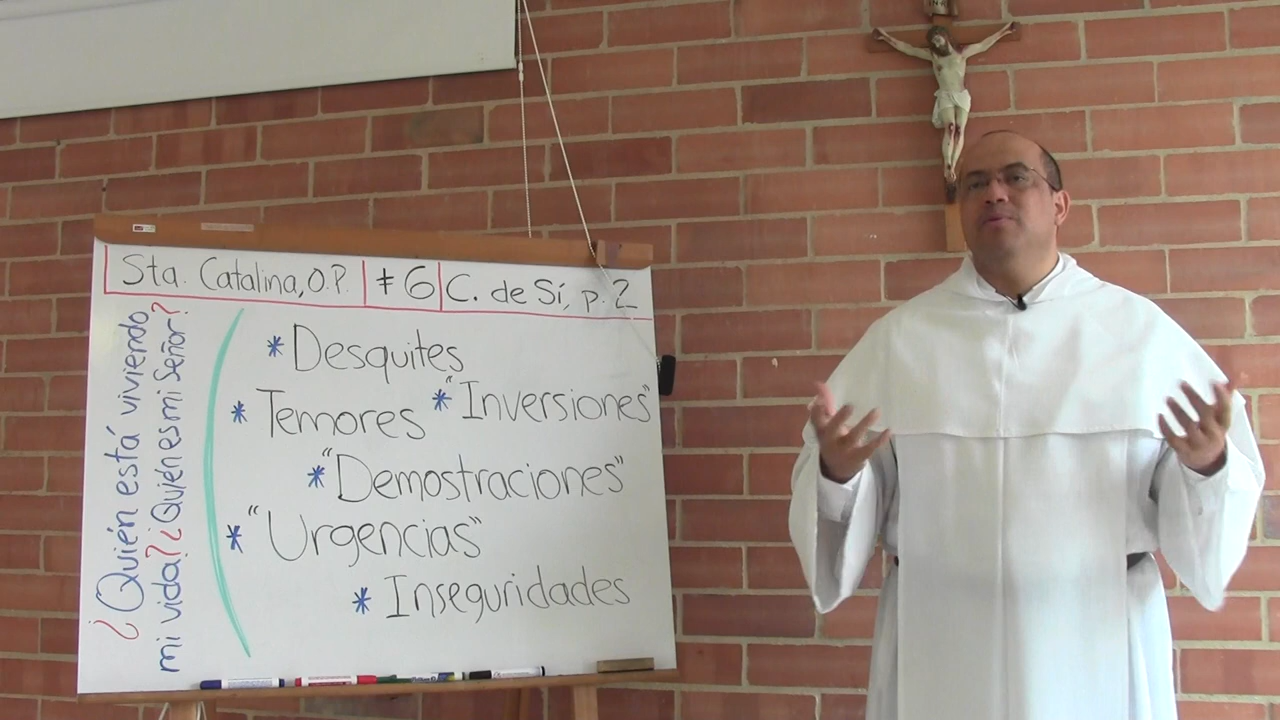 INRI
Sta. Catalina, O.P. | # 6 | C. de Sí, p. 2
¿Quién está viviendo
mi vida? ¿Quién es mi Señor?
* Desquites
* Temores * "Inversiones"
* "Demostraciones"
* "Urgencias"
* Inseguridades